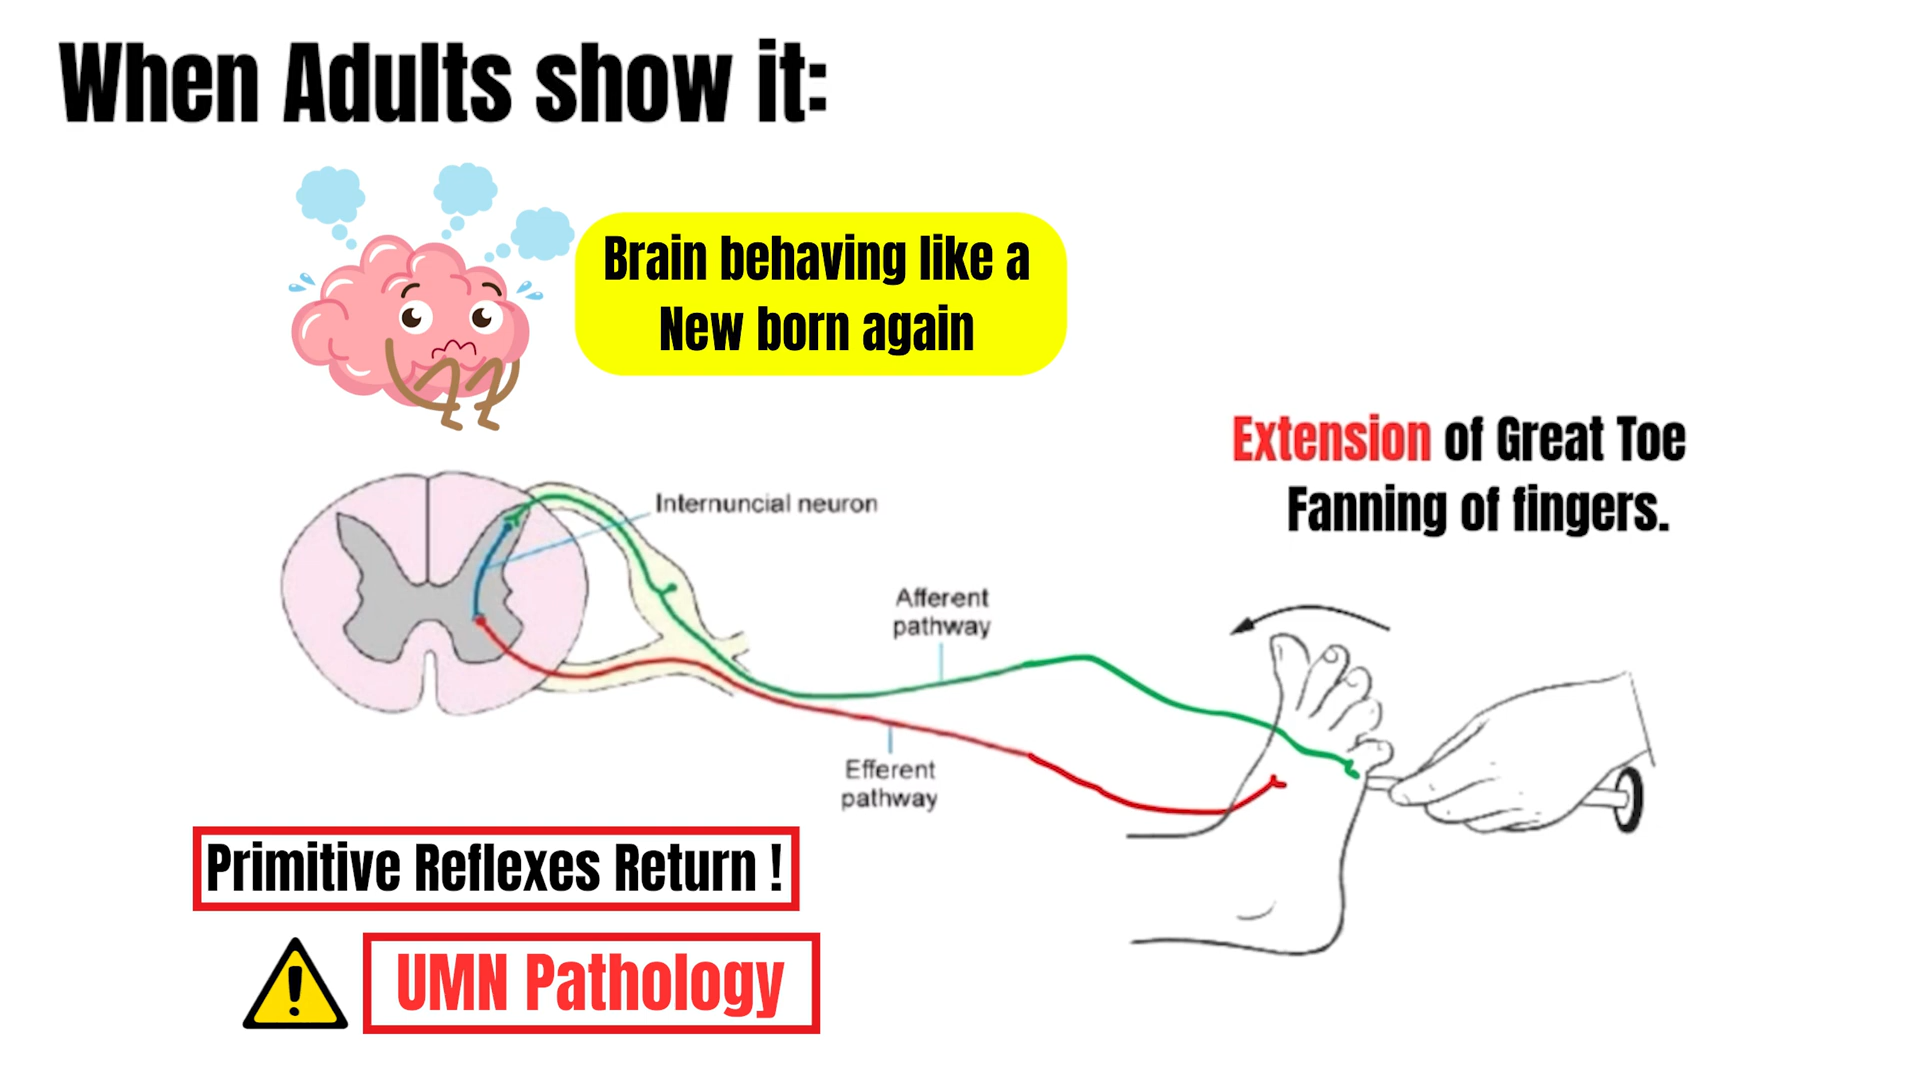 When Adults show it:
Brain behaving like a
New born again
Extension of Great Toe
Fanning of fingers.
Internuncial neuron
Afferent
pathway
Efferent
pathway
Primitive Reflexes Return !
UMN Pathology